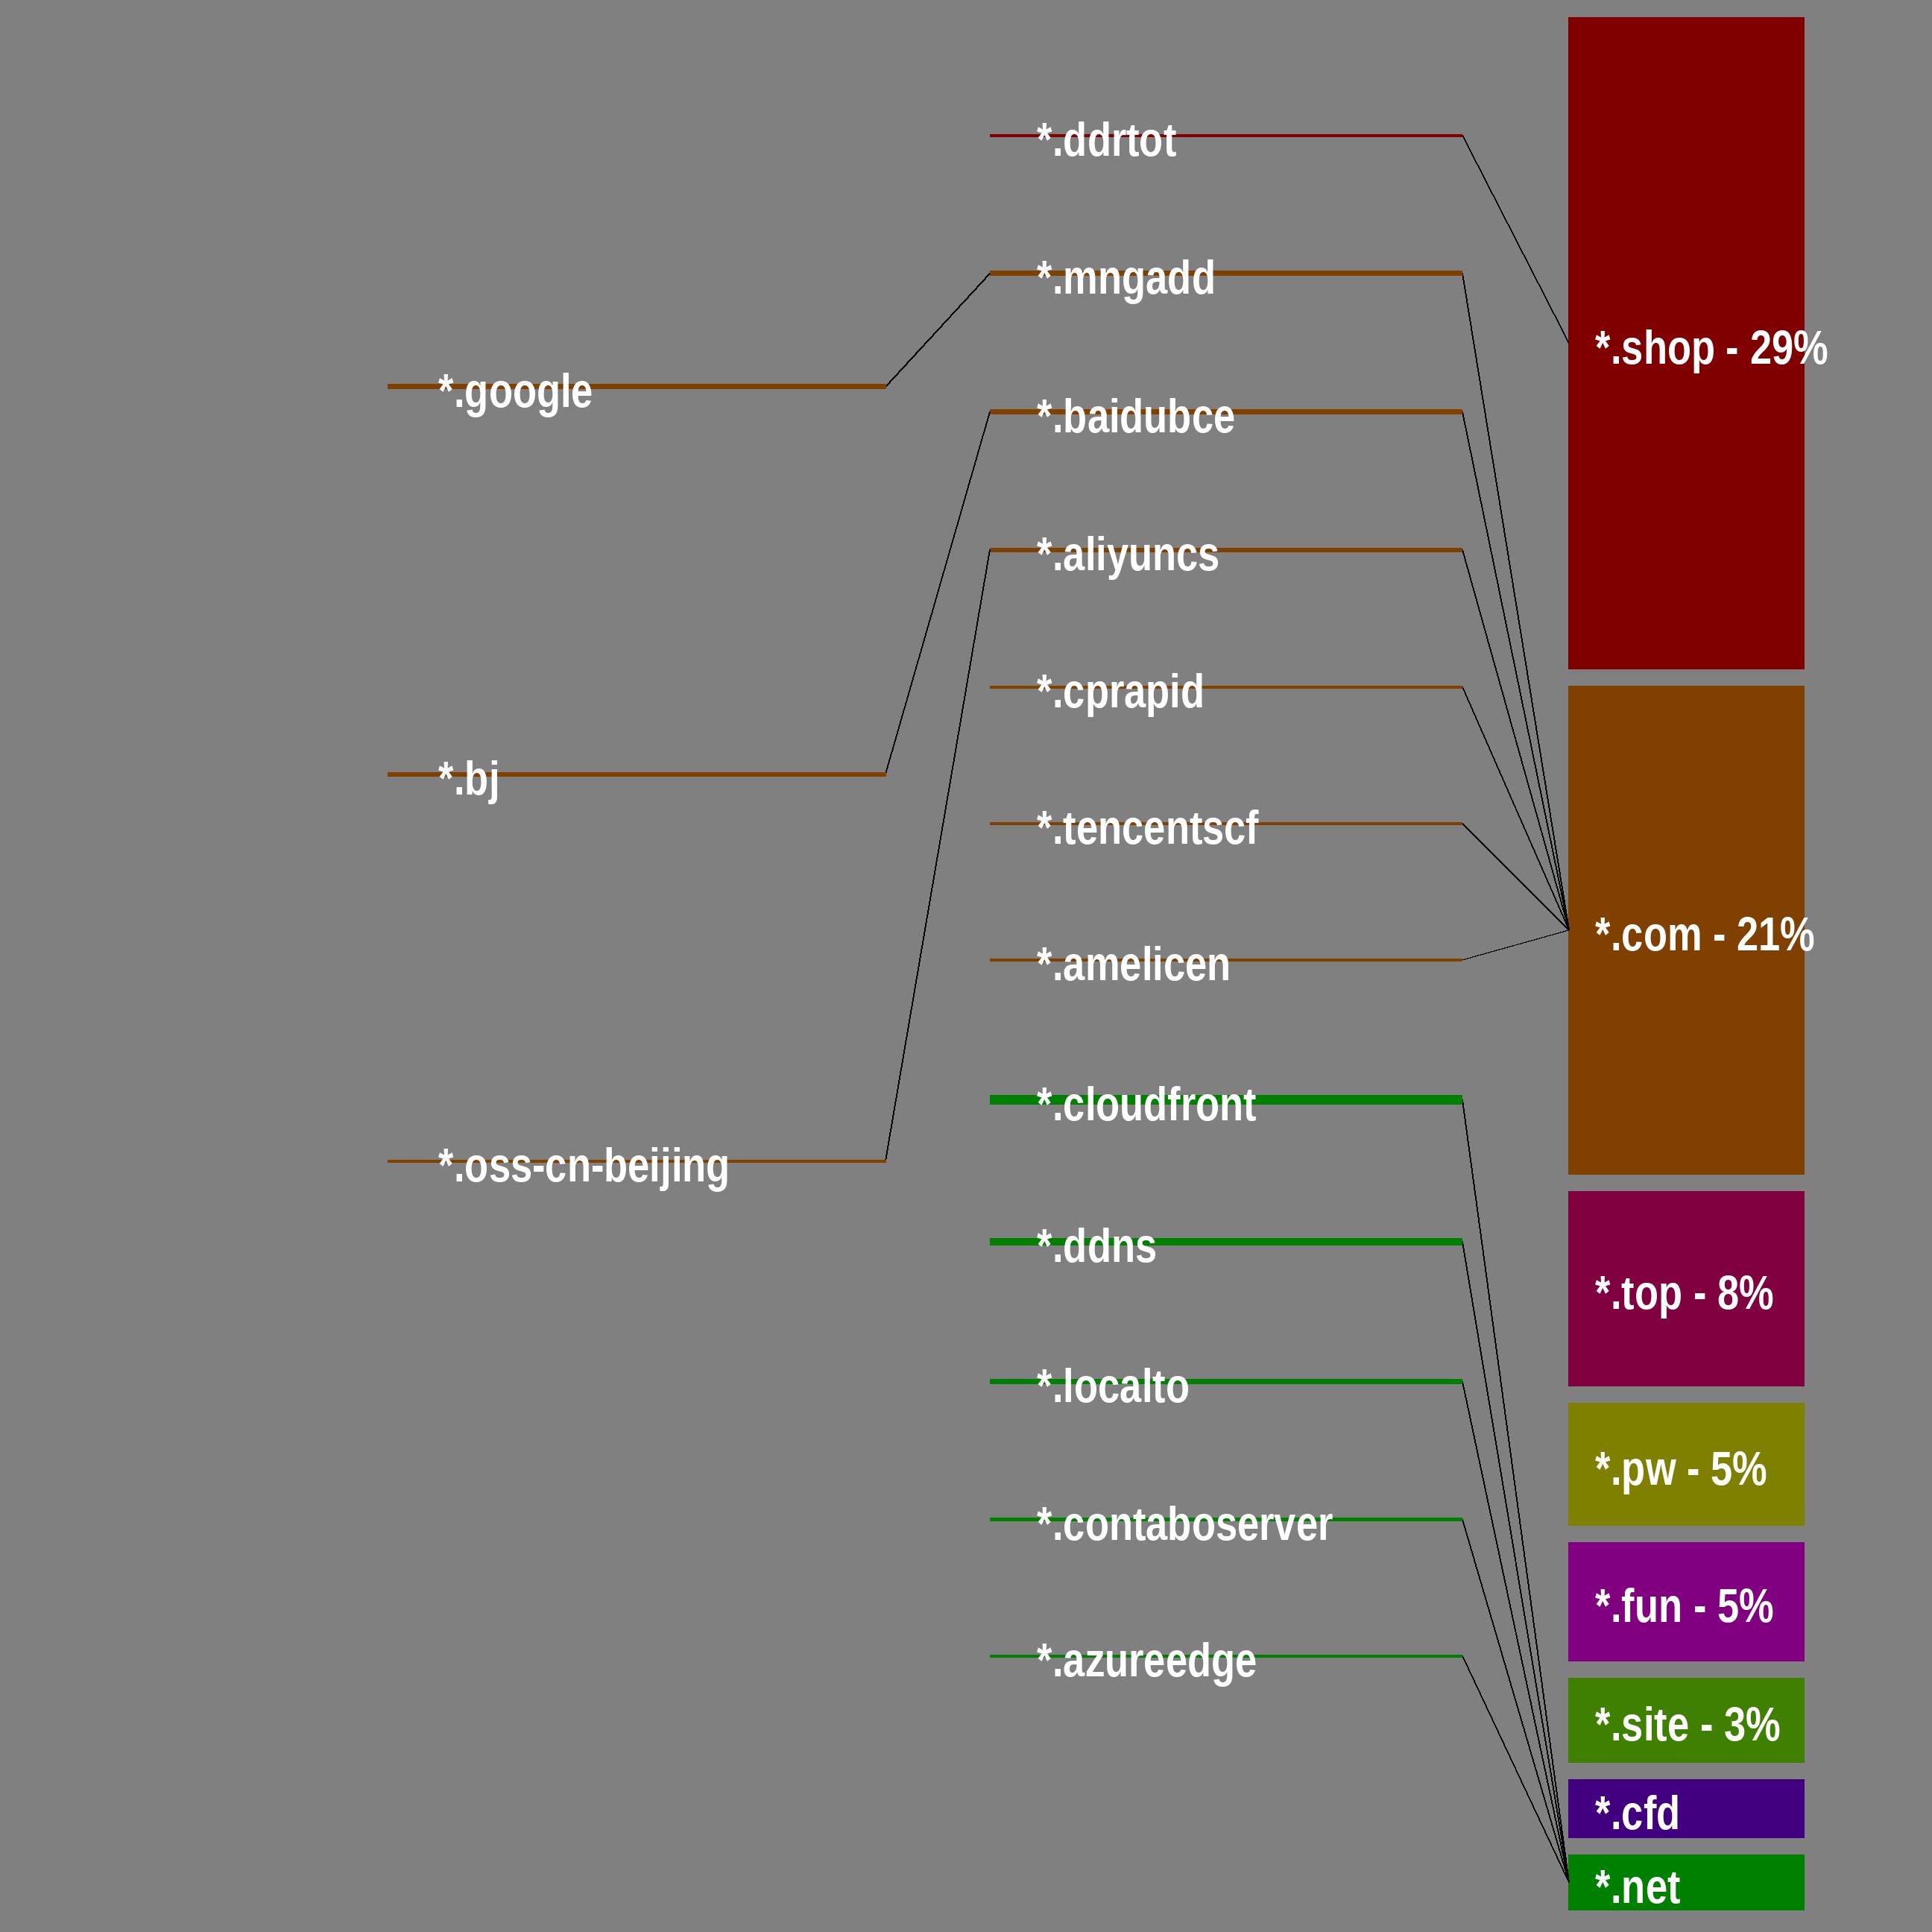 *.google
*.bj
*.oss-cn-beijing
*.ddrtot
*.mngadd
*.baidubce
*.aliyuncs
*.cprapid
*.tencentscf
*.amelicen
*.cloudfront
*.ddns
*.localto
*.contaboserver
*.azureedge
*.shop - 29%
*.com - 21%
*.top - 8%
*.pw - 5%
*.fun - 5%
*.site - 3%
*.cfd
*.net